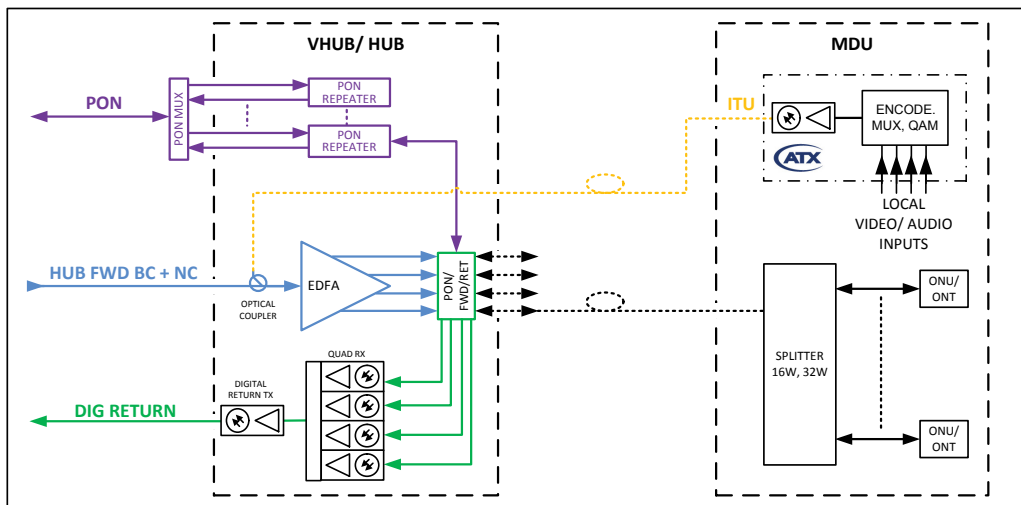 VHUB/ HUB
MDU
PON
PON MUX
PON
REPEATER
PON
REPEATER
ITU
ENCODE.
MUX, QAM
ATX
LOCAL
VIDEO/ AUDIO
INPUTS
HUB FWD BC + NC
OPTICAL
COUPLER
EDFA
PON/
FWD/RET
ONU/
ONT
SPLITTER
16W, 32W
QUAD RX
DIGITAL
RETURN TX
DIG RETURN
ONU/
ONT